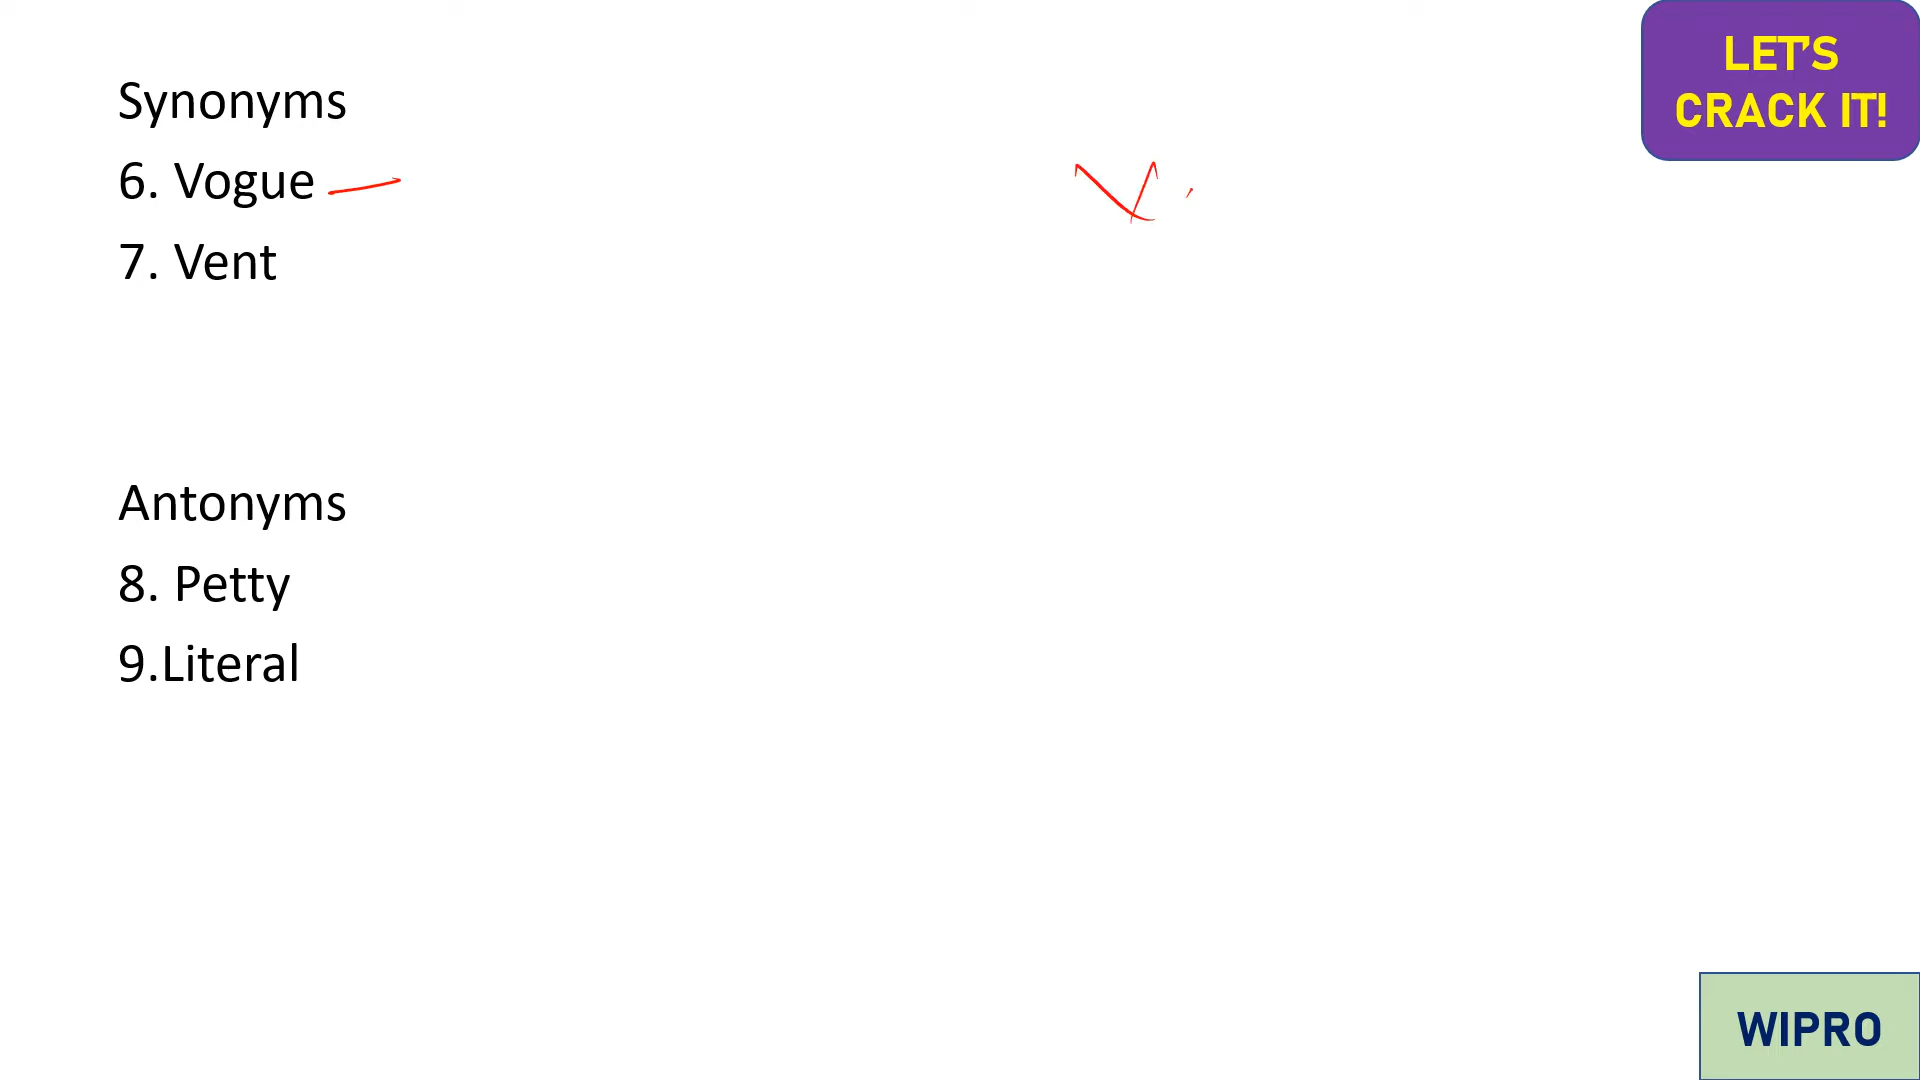 LET'S
CRACK IT!
Synonyms
6. Vogue
7. Vent
Antonyms
8. Petty
9.Literal
WIPRO